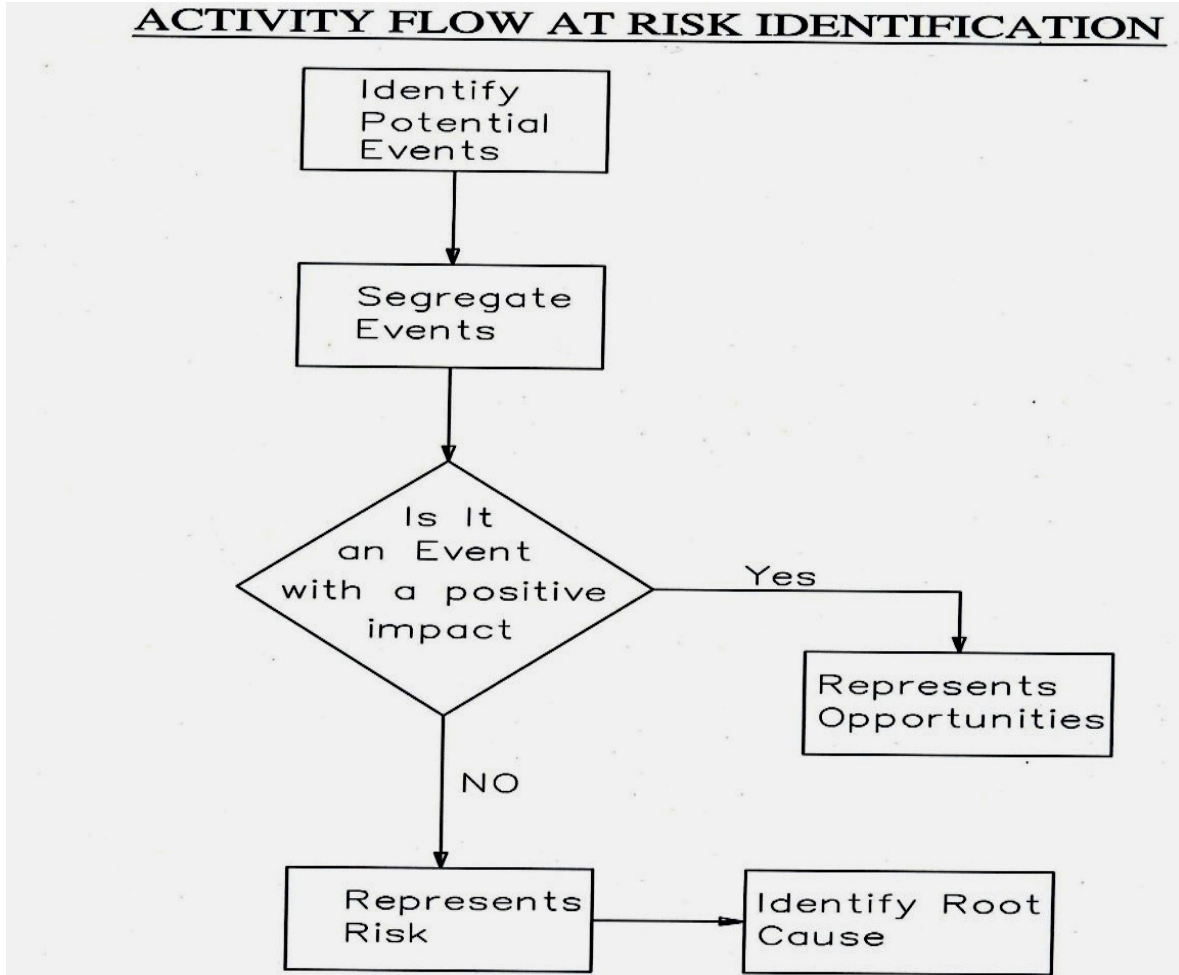 ACTIVITY FLOW AT RISK IDENTIFICATION
Identify
Potential
Events
Segregate
Events
Is It
an Event
with a positive
impact
Yes
Represents
Opportunities
NO
Represents
Risk
Identify Root
Cause